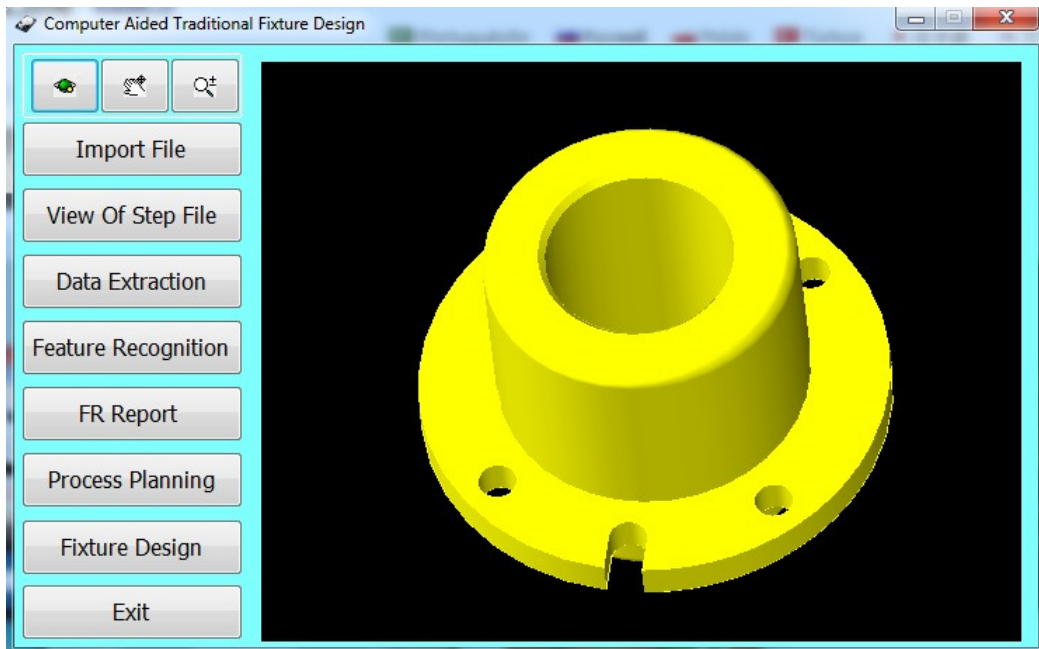 Computer Aided Traditional Fixture Design
Import File
View Of Step File
Data Extraction
Feature Recognition
FR Report
Process Planning
Fixture Design
Exit